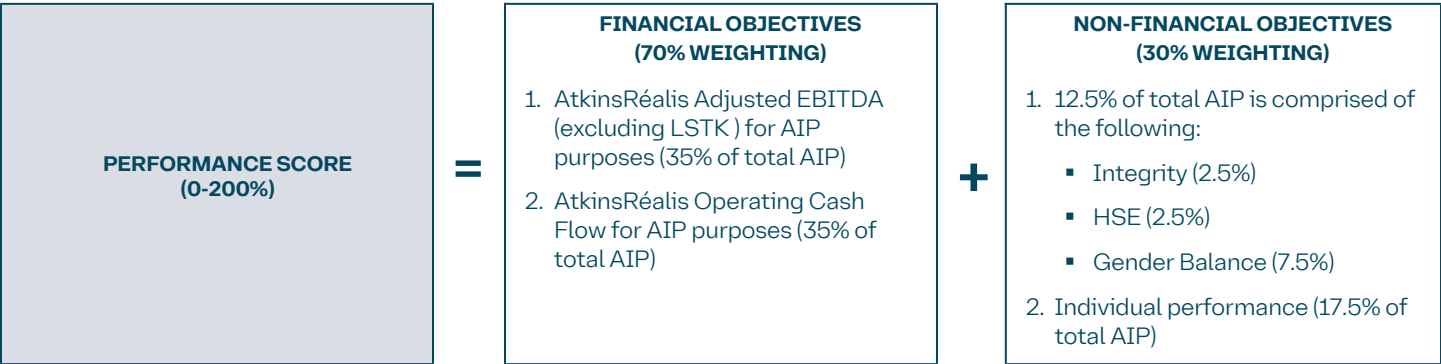 PERFORMANCE SCORE
(0-200%)
=
FINANCIAL OBJECTIVES
(70% WEIGHTING)
1. AtkinsRéalis Adjusted EBITDA
(excluding LSTK ) for AIP
purposes (35% of total AIP)
2. AtkinsRéalis Operating Cash
Flow for AIP purposes (35% of
total AIP)
+
NON-FINANCIAL OBJECTIVES
(30% WEIGHTING)
1. 12.5% of total AIP is comprised of
the following:
▪ Integrity (2.5%)
▪ HSE (2.5%)
▪ Gender Balance (7.5%)
2. Individual performance (17.5% of
total AIP)